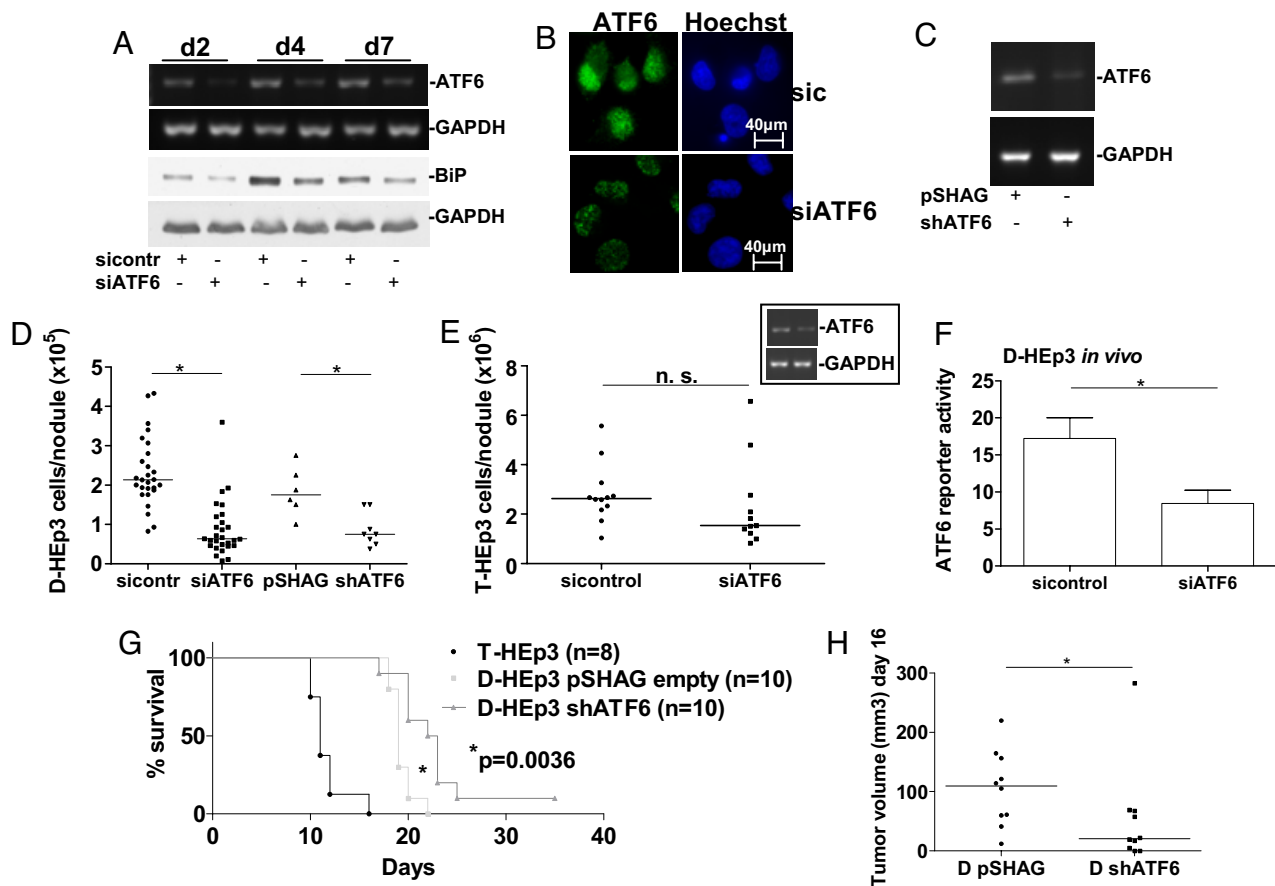 A
d2 d4 d7
-ATF6
-GAPDH
-BiP
-GAPDH
sicontr + - + - + -
siATF6 - + - + - +
B
ATF6 Hoechst
sic
40µm
siATF6
40µm
C
-ATF6
-GAPDH
pSHAG + -
shATF6 - +
D
D-HEp3 cells/nodule (x10⁵)
5
4
3
2
1
0
* *
sicontr siATF6 pSHAG shATF6
E
-ATF6
-GAPDH
T-HEp3 cells/nodule (x10⁶)
8
6
4
2
0
n. s.
sicontrol siATF6
F
D-HEp3 in vivo
ATF6 reporter activity
25
20
15
10
5
0
*
sicontrol siATF6
G
% survival
100
50
0
T-HEp3 (n=8)
D-HEp3 pSHAG empty (n=10)
D-HEp3 shATF6 (n=10)
*p=0.0036
*
0 10 20 30 40
Days
H
Tumor volume (mm3) day 16
300
200
100
0
*
D pSHAG D shATF6